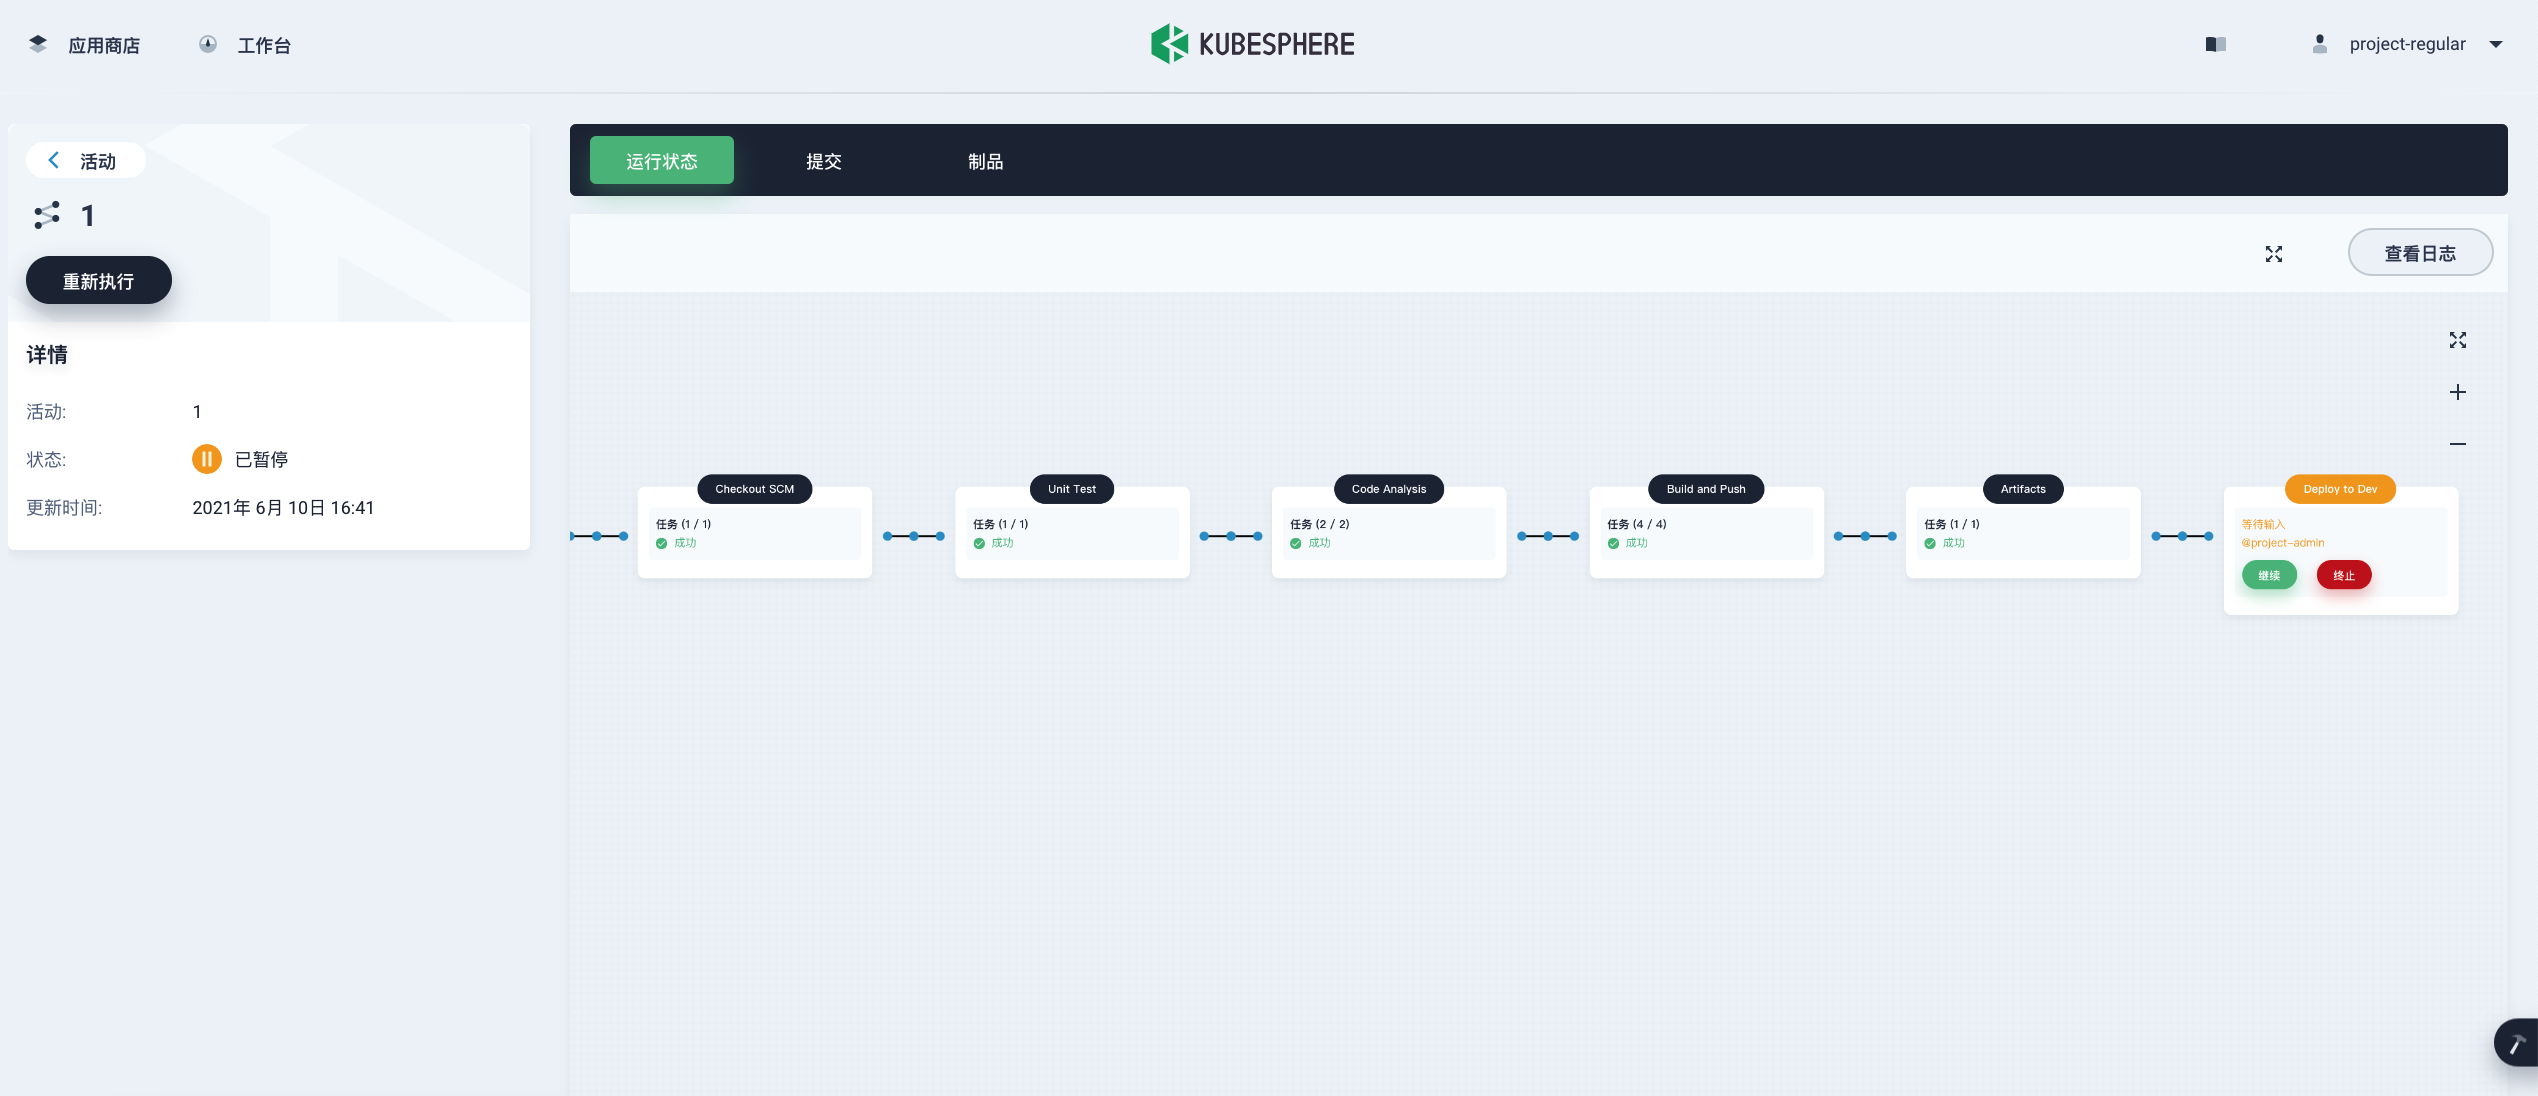 应用商店
工作台
KUBESPHERE
project-regular
活动
1
重新执行
详情
活动: 1
状态: 已暂停
更新时间: 2021年 6月 10日 16:41
运行状态
提交
制品
查看日志
Checkout SCM
任务 (1 / 1)
成功
Unit Test
任务 (1 / 1)
成功
Code Analysis
任务 (2 / 2)
成功
Build and Push
任务 (4 / 4)
成功
Artifacts
任务 (1 / 1)
成功
Deploy to Dev
等待输入
@project-admin
继续
终止